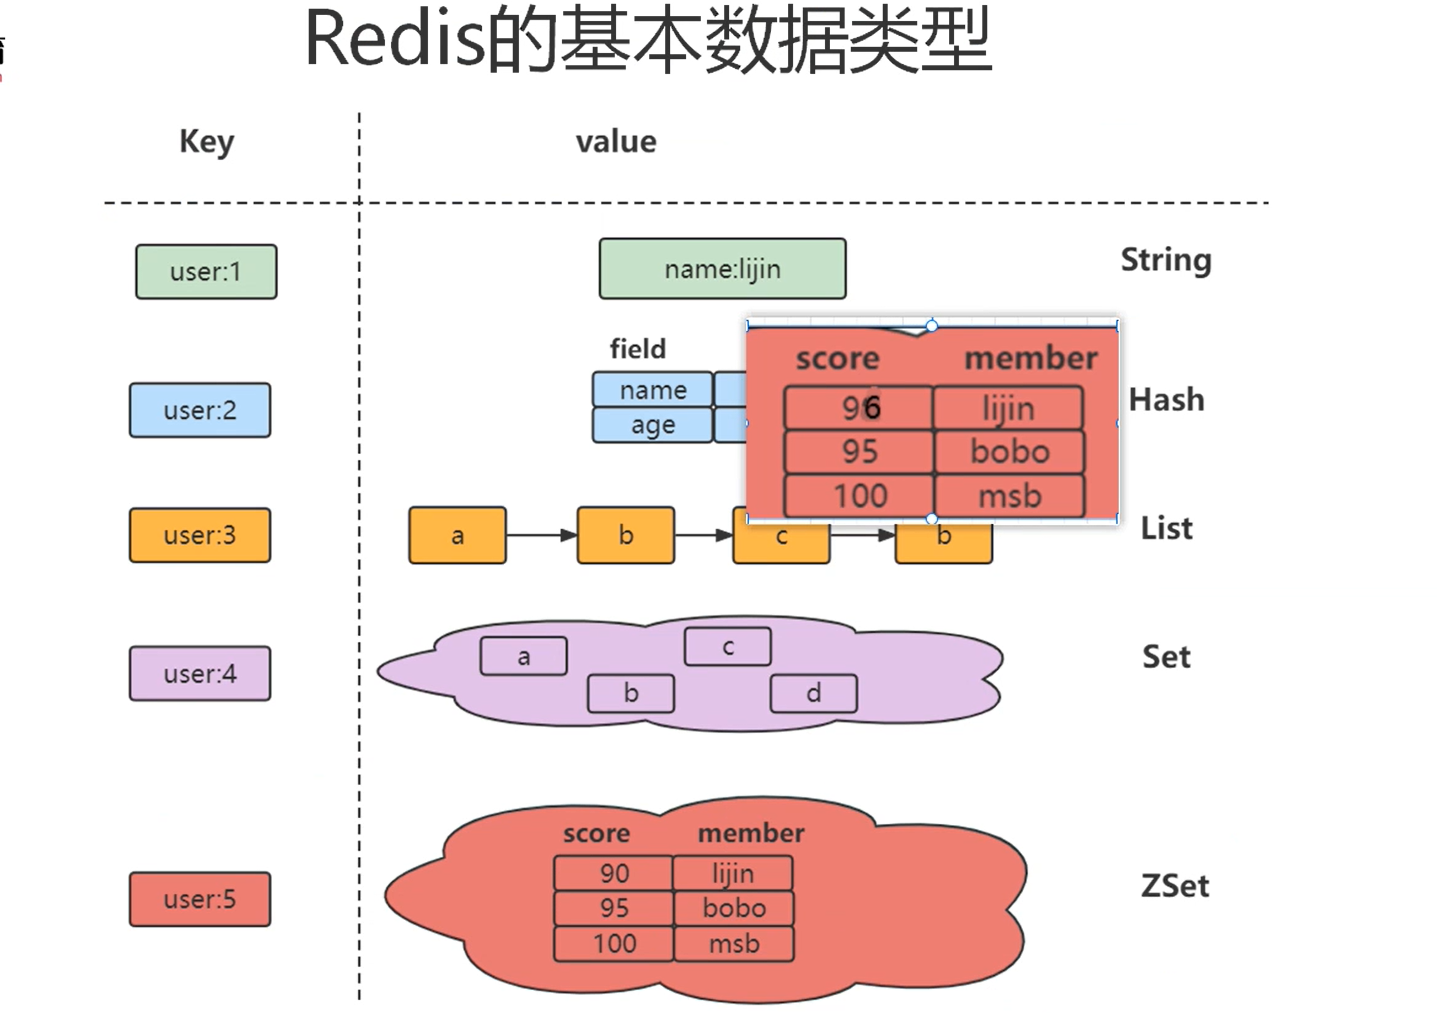 Redis的基本数据类型
Key value
user:1 name:lijin String
field
user:2 name Hash
age
score member
96 lijin
95 bobo
100 msb
user:3 a b c b List
user:4 a c b d Set
user:5 ZSet
score member
90 lijin
95 bobo
100 msb